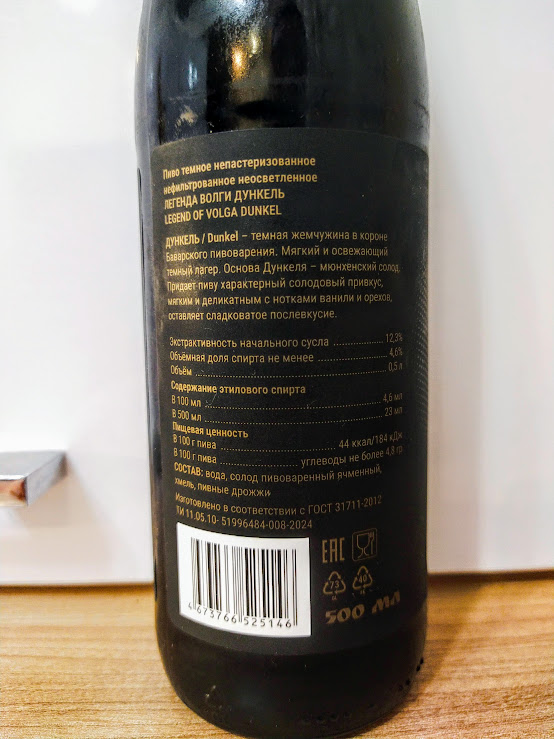 Пиво темное непастеризованное
нефильтрованное неосветленное
ЛЕГЕНДА ВОЛГИ ДУНКЕЛЬ
LEGEND OF VOLGA DUNKEL
ДУНКЕЛЬ / Dunkel – темная жемчужина в короне
Баварского пивоварения. Мягкий и освежающий
темный лагер. Основа Дункеля – мюнхенский солод.
Придает пиву характерный солодовый привкус,
мягким и деликатным с нотками ванили и орехов,
оставляет сладковатое послевкусие.
Экстрактивность начального сусла ............ 12,3%
Объёмная доля спирта не менее ............ 4,6%
Объём ............ 0,5 л
Содержание этилового спирта
В 100 мл ............ 4,6 мл
В 500 мл ............ 23 мл
Пищевая ценность
В 100 г пива ............ 44 ккал/184 кДж
В 100 г пива ............ углеводы не более 4,8 гр
СОСТАВ: вода, солод пивоваренный ячменный,
хмель, пивные дрожжи
Изготовлено в соответствии с ГОСТ 31711-2012
ТИ 11.05.10- 51996484-008-2024
EAC
73 40
500 МЛ
4 673766 525146